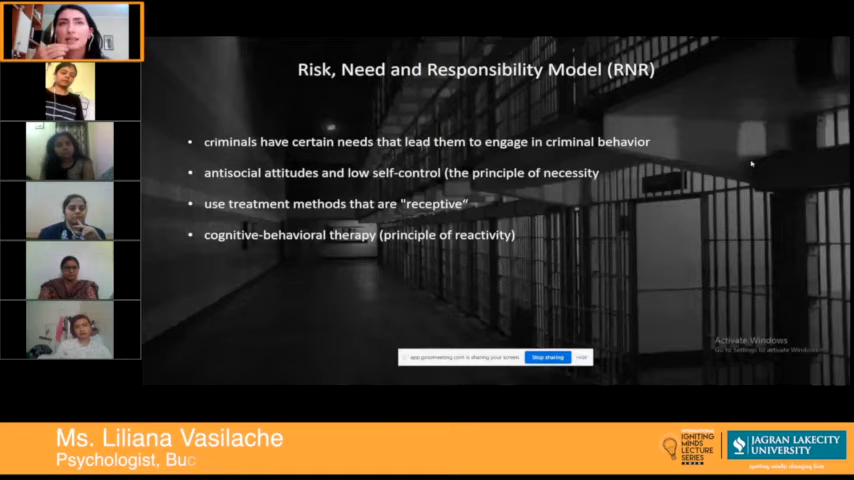 Risk, Need and Responsibility Model (RNR)
• criminals have certain needs that lead them to engage in criminal behavior
• antisocial attitudes and low self-control (the principle of necessity
• use treatment methods that are "receptive“
• cognitive-behavioral therapy (principle of reactivity)
Activate Windows
Go to Settings to activate Windows.
app.gotomeeting.com is sharing your screen.
Stop sharing
Hide
Ms. Liliana Vasilache
Psychologist, Buc
INTERNATIONAL
IGNITING
MINDS
LECTURE
SERIES
JAGRAN LAKECITY
UNIVERSITY
igniting minds changing lives